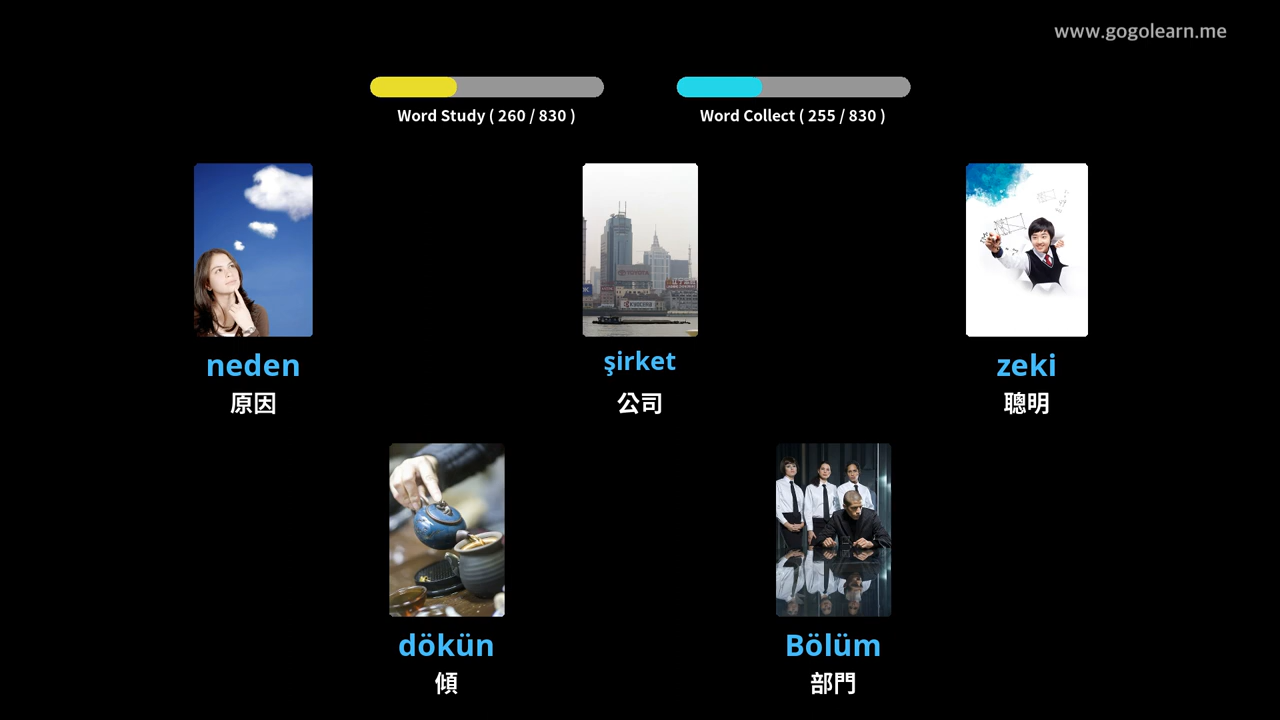 www.gogolearn.me
Word Study ( 260 / 830 )
Word Collect ( 255 / 830 )
TOYOTA
neden
şirket
zeki
原因
公司
聰明
dökün
Bölüm
傾
部門